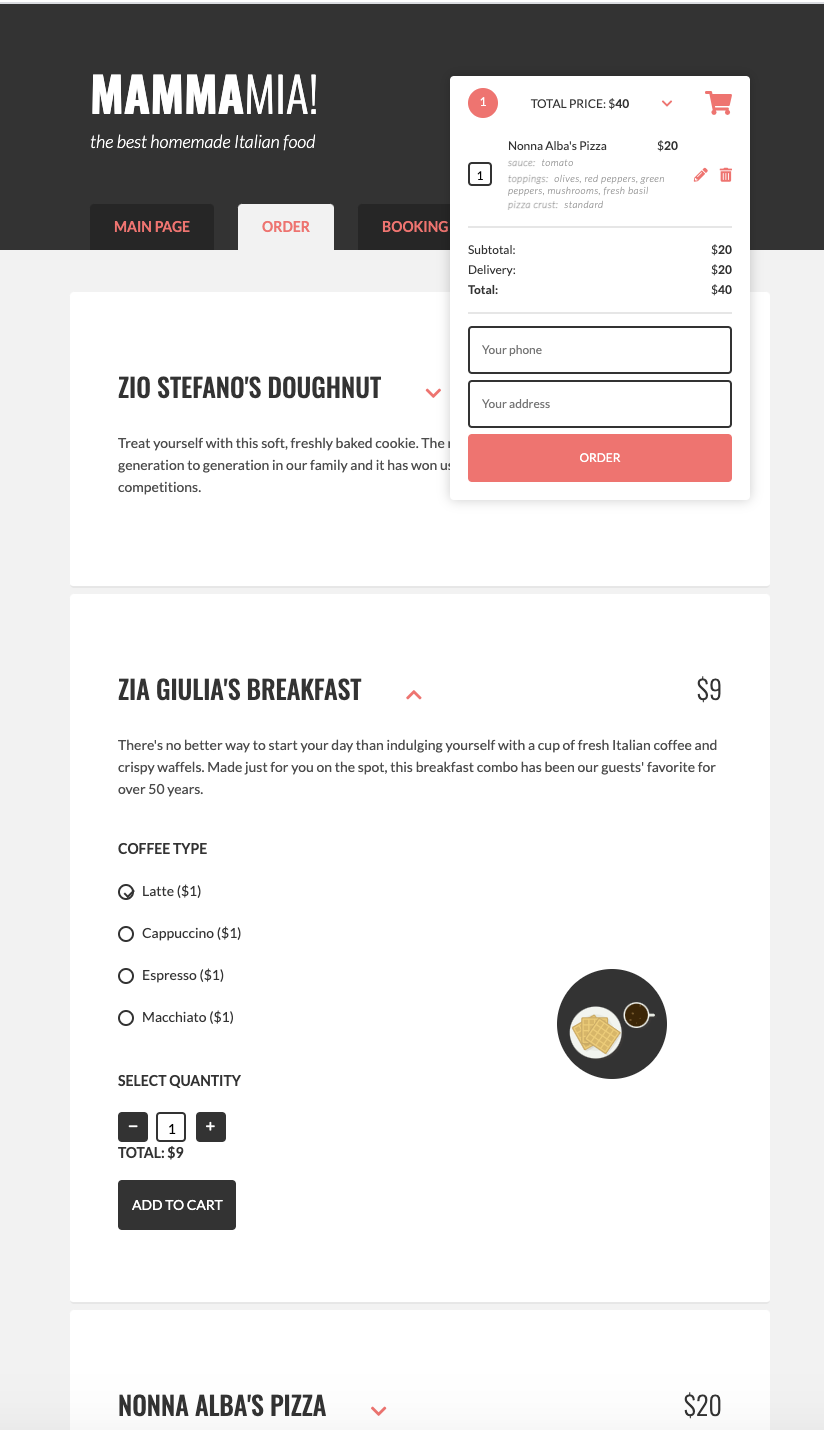 MAMMAMIA!
the best homemade Italian food
MAIN PAGE
ORDER
BOOKING
1
TOTAL PRICE: $40
Nonna Alba's Pizza $20
sauce: tomato
1
toppings: olives, red peppers, green
peppers, mushrooms, fresh basil
pizza crust: standard
Subtotal: $20
Delivery: $20
Total: $40
Your phone
Your address
ORDER
ZIO STEFANO'S DOUGHNUT
Treat yourself with this soft, freshly baked cookie. The
generation to generation in our family and it has won
competitions.
ZIA GIULIA'S BREAKFAST $9
There's no better way to start your day than indulging yourself with a cup of fresh Italian coffee and
crispy waffels. Made just for you on the spot, this breakfast combo has been our guests' favorite for
over 50 years.
COFFEE TYPE
Latte ($1)
Cappuccino ($1)
Espresso ($1)
Macchiato ($1)
SELECT QUANTITY
− 1 +
TOTAL: $9
ADD TO CART
NONNA ALBA'S PIZZA $20